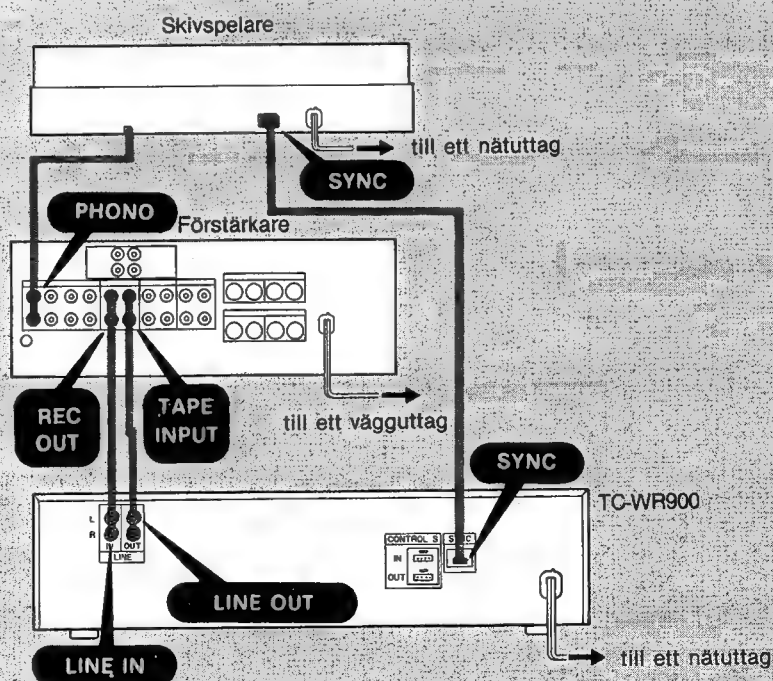 Skivspelare
till ett nätuttag
SYNC
PHONO
Förstärkare
REC
OUT
TAPE
INPUT
till ett vägguttag
SYNC
TC-WR900
L
R
IN OUT
LINE
CONTROL S SYNC
IN
OUT
LINE OUT
LINE IN
till ett nätuttag